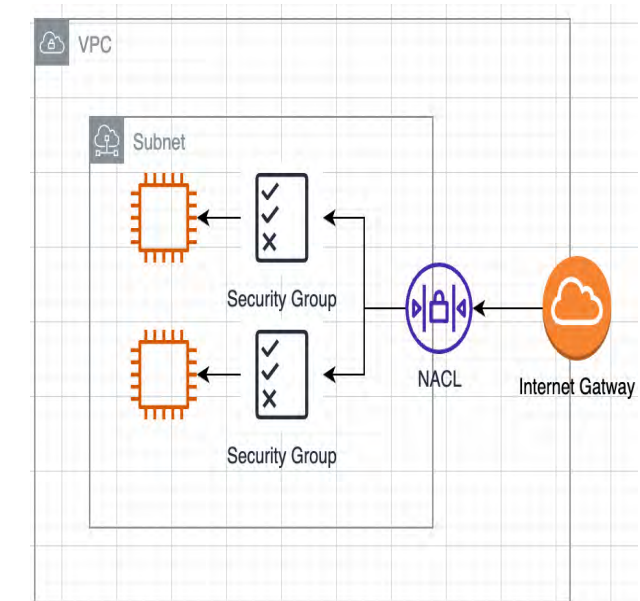 VPC
Subnet
Security Group
NACL
Internet Gatway
Security Group